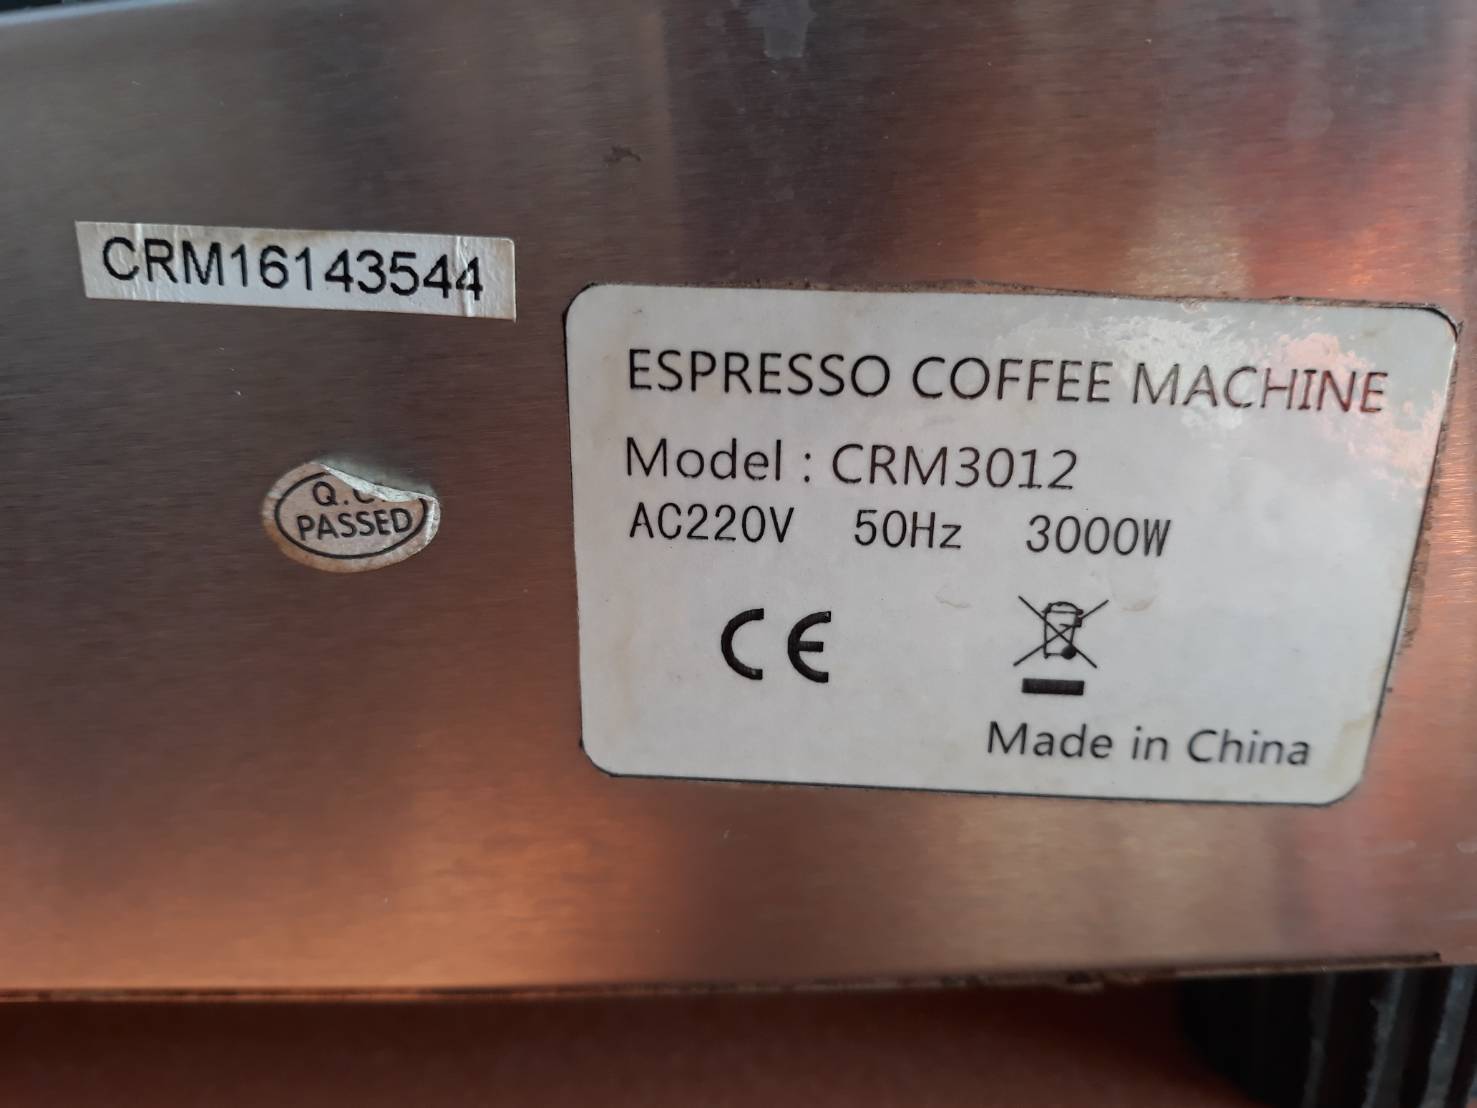 CRM16143544
ESPRESSO COFFEE MACHINE
Model : CRM3012
AC220V 50Hz 3000W
CE
Made in China
Q.C.
PASSED